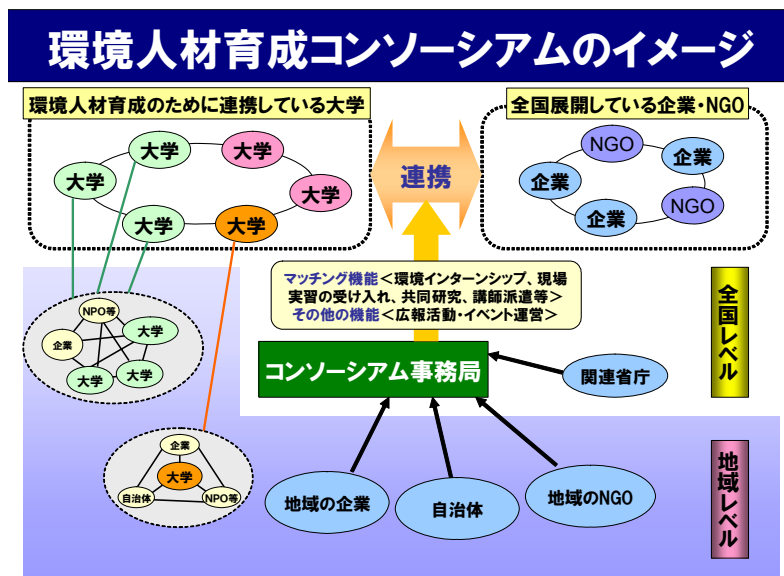 環境人材育成コンソーシアムのイメージ
環境人材育成のために連携している大学
全国展開している企業・NGO
大学
大学
大学
大学
大学
大学
連携
NGO
企業
企業
企業
NGO
マッチング機能＜環境インターンシップ、現場
実習の受け入れ、共同研究、講師派遣等＞
その他の機能＜広報活動・イベント運営＞
全国レベル
NPO等
企業
大学
大学
大学
コンソーシアム事務局
関連省庁
企業
大学
自治体
NPO等
地域の企業
自治体
地域のNGO
地域レベル